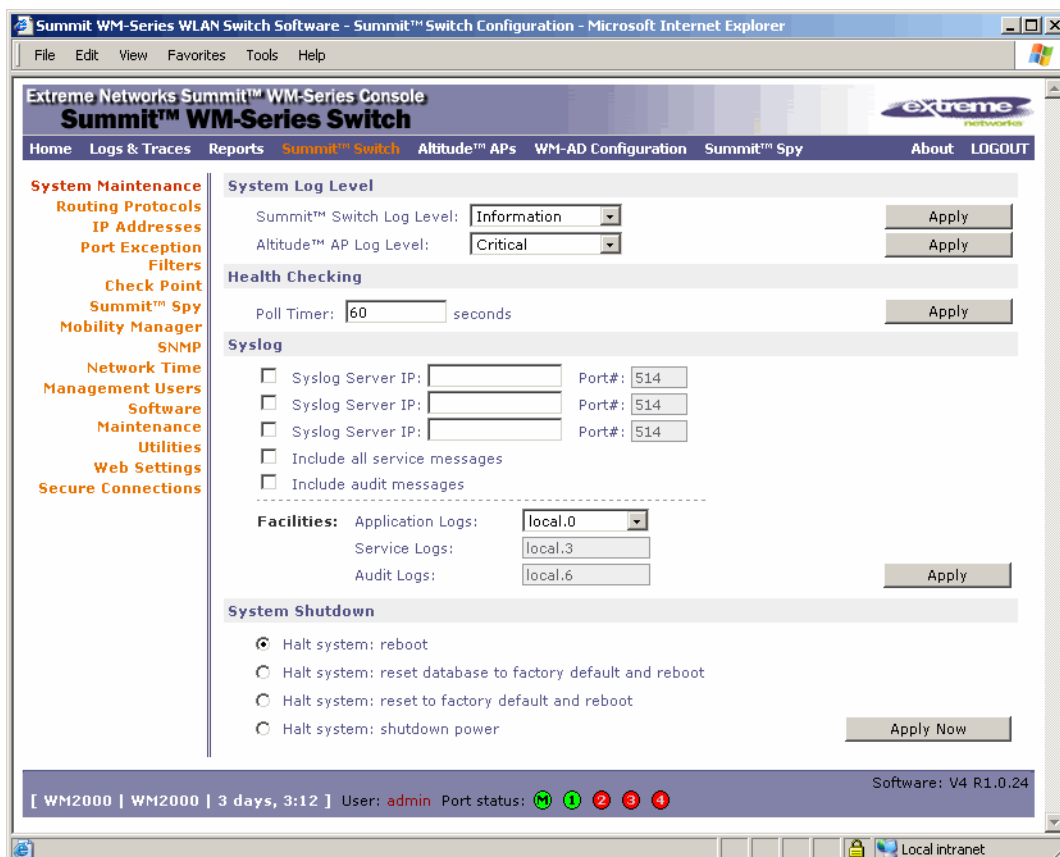 Summit WM-Series WLAN Switch Software - Summit™ Switch Configuration - Microsoft Internet Explorer
File Edit View Favorites Tools Help
Extreme Networks Summit™ WM-Series Console
Summit™ WM-Series Switch
extreme
networks
Home Logs & Traces Reports Summit™ Switch Altitude™ APs WM-AD Configuration Summit™ Spy About LOGOUT
System Maintenance
Routing Protocols
IP Addresses
Port Exception
Filters
Check Point
Summit™ Spy
Mobility Manager
SNMP
Network Time
Management Users
Software
Maintenance
Utilities
Web Settings
Secure Connections
System Log Level
Summit™ Switch Log Level: Information Apply
Altitude™ AP Log Level: Critical Apply
Health Checking
Poll Timer: 60 seconds Apply
Syslog
Syslog Server IP: Port#: 514
Syslog Server IP: Port#: 514
Syslog Server IP: Port#: 514
Include all service messages
Include audit messages
Facilities: Application Logs: local.0
Service Logs: local.3
Audit Logs: local.6 Apply
System Shutdown
Halt system: reboot
Halt system: reset database to factory default and reboot
Halt system: reset to factory default and reboot
Halt system: shutdown power Apply Now
Software: V4 R1.0.24
[ WM2000 | WM2000 | 3 days, 3:12 ] User: admin Port status: M 1 2 3 4
Local intranet